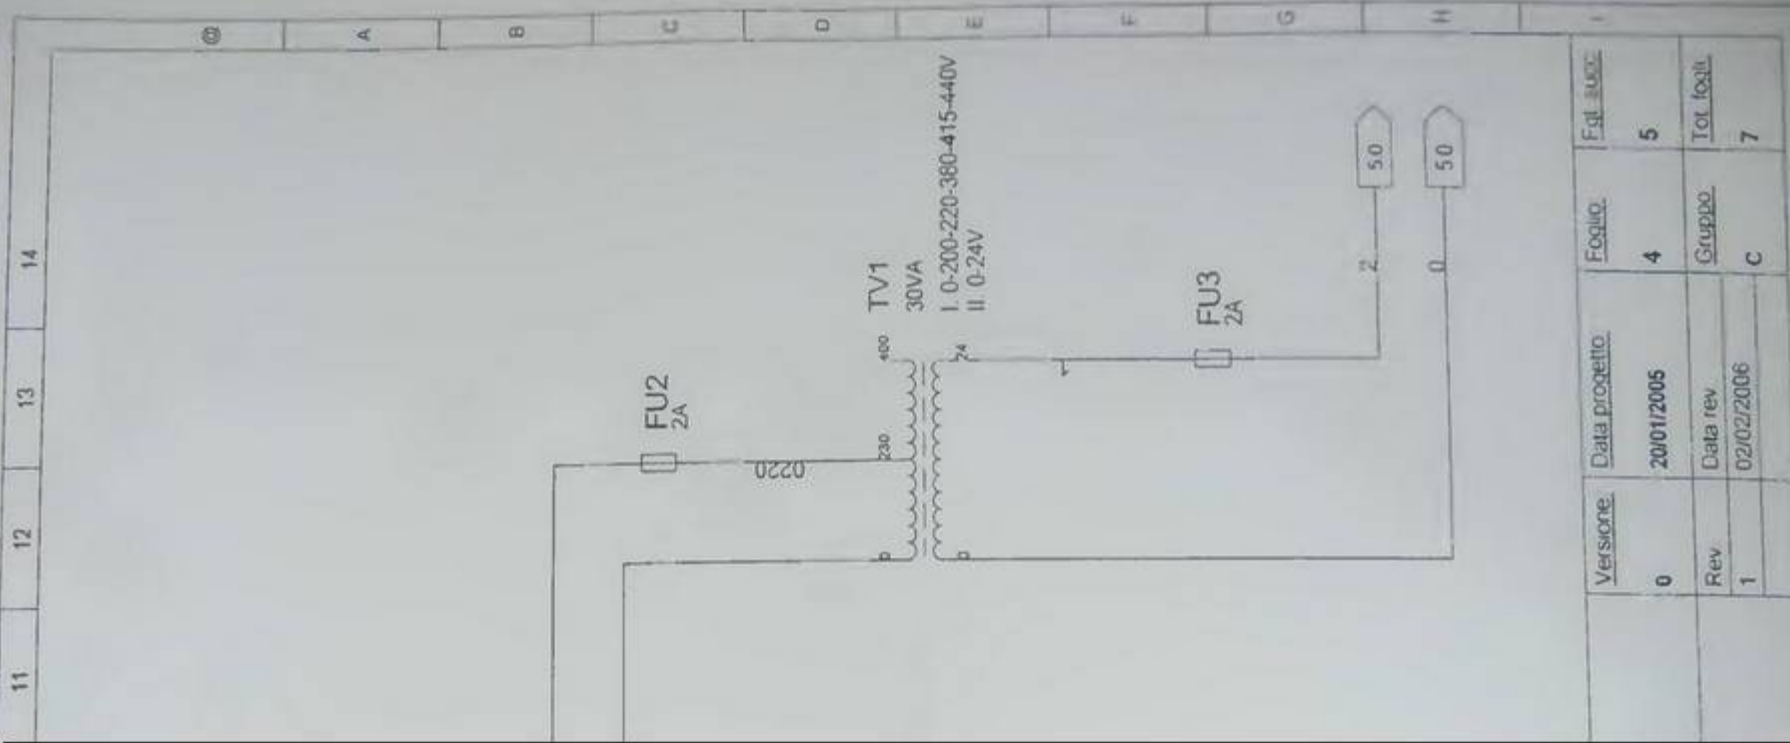 @ A B C D E F G H I
11 12 13 14
FU2
2A
0220
0
230
400
TV1
30VA
I. 0-200-220-380-415-440V
II. 0-24V
0
24
1
FU3
2A
2
5.0
0
5.0
Versione
0
Data progetto
20/01/2005
Foglio
4
Fgl succ
5
Rev
1
Data rev
02/02/2006
Gruppo
C
Tot fogli
7